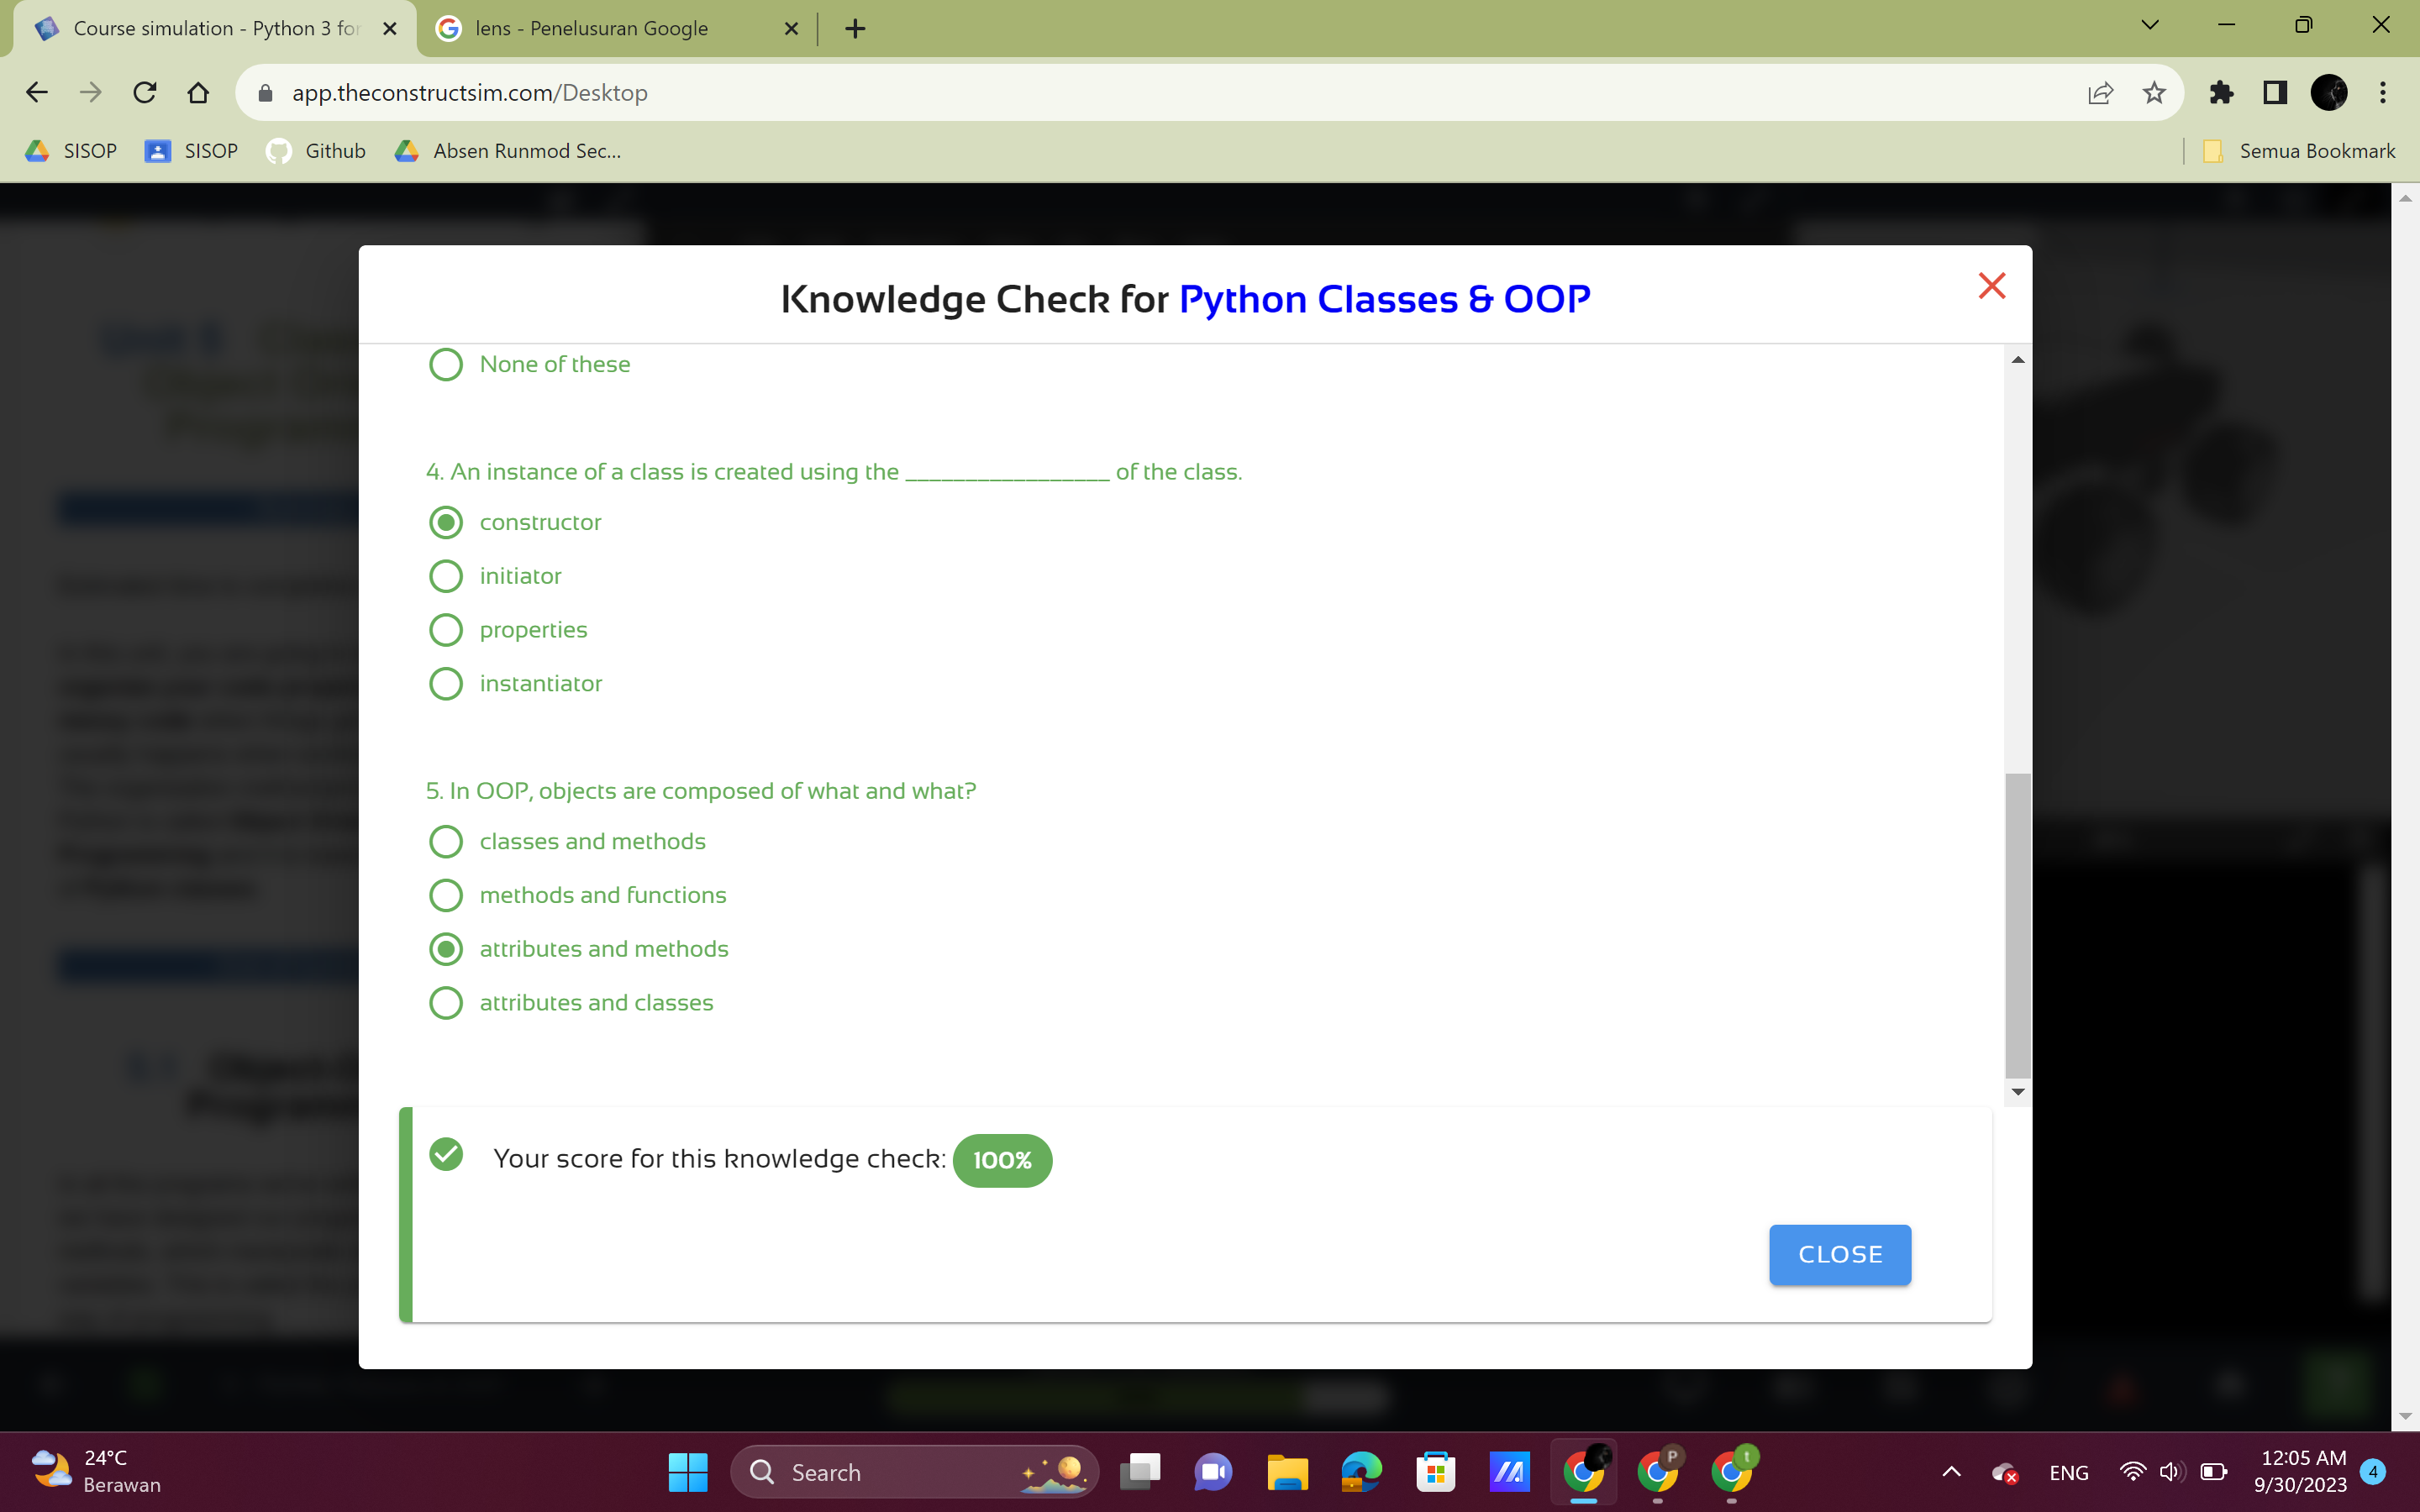 Course simulation - Python 3 for
lens - Penelusuran Google
app.theconstructsim.com/Desktop
SISOP
SISOP
Github
Absen Runmod Sec...
Semua Bookmark
Knowledge Check for Python Classes & OOP
None of these
4. An instance of a class is created using the _________________ of the class.
constructor
initiator
properties
instantiator
5. In OOP, objects are composed of what and what?
classes and methods
methods and functions
attributes and methods
attributes and classes
Your score for this knowledge check: 100%
CLOSE
24°C
Berawan
Search
P
t
ENG
12:05 AM
9/30/2023
4